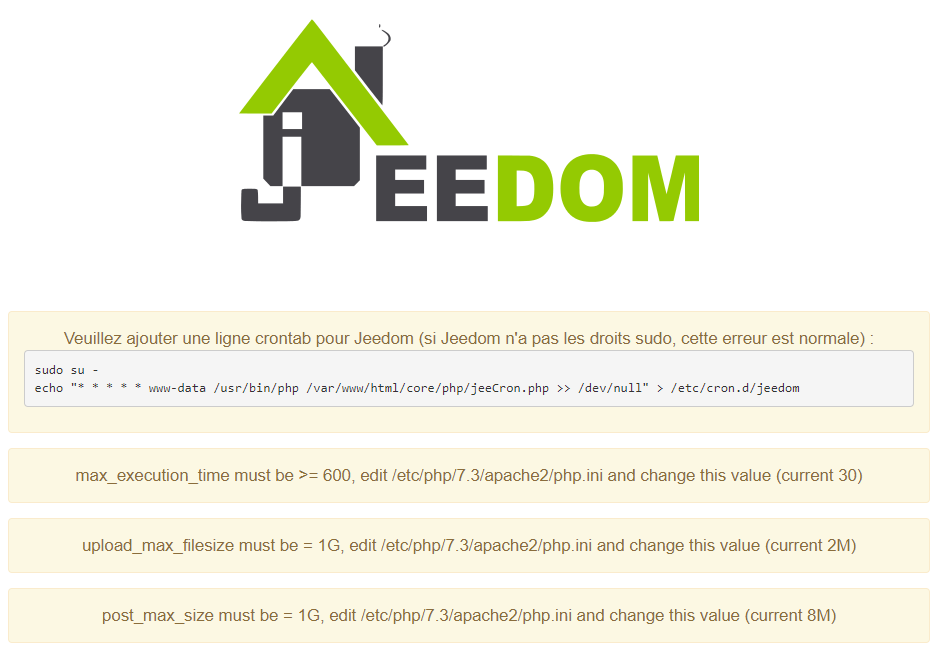 JEEDOM
Veuillez ajouter une ligne crontab pour Jeedom (si Jeedom n'a pas les droits sudo, cette erreur est normale) :
sudo su -
echo "* * * * * www-data /usr/bin/php /var/www/html/core/php/jeeCron.php >> /dev/null" > /etc/cron.d/jeedom
max_execution_time must be >= 600, edit /etc/php/7.3/apache2/php.ini and change this value (current 30)
upload_max_filesize must be = 1G, edit /etc/php/7.3/apache2/php.ini and change this value (current 2M)
post_max_size must be = 1G, edit /etc/php/7.3/apache2/php.ini and change this value (current 8M)